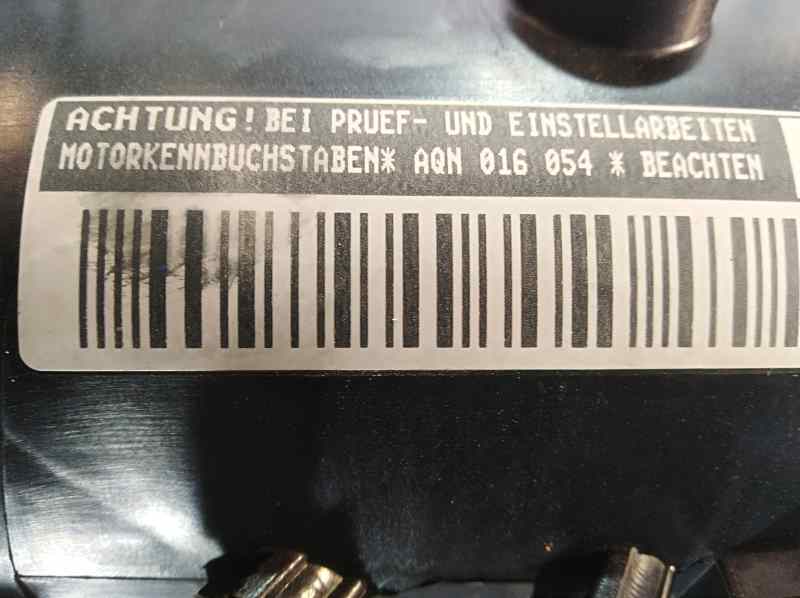 ACHTUNG! BEI PRUEF- UND EINSTELLARBEITEN
MOTORKENNBUCHSTABEN* AQN 016 054 * BEACHTEN